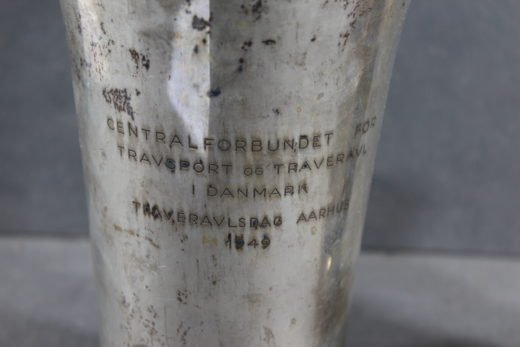 CENTRALFORBUNDET FOR
TRAVSPORT OG TRAVERAVL
I DANMARK
TRAVERAVLSDAG AARHUS
1949